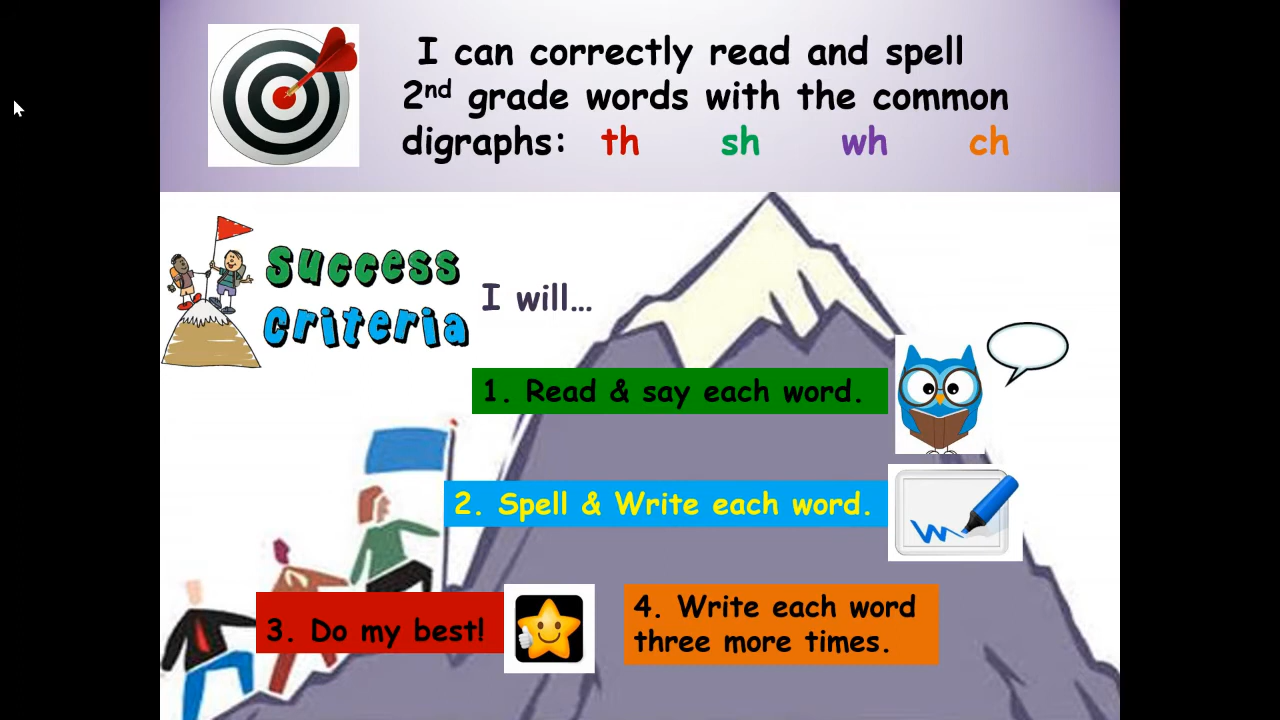 I can correctly read and spell
2nd grade words with the common
digraphs: th sh wh ch
Success
Criteria
I will...
1. Read & say each word.
2. Spell & Write each word.
W
3. Do my best!
4. Write each word
three more times.